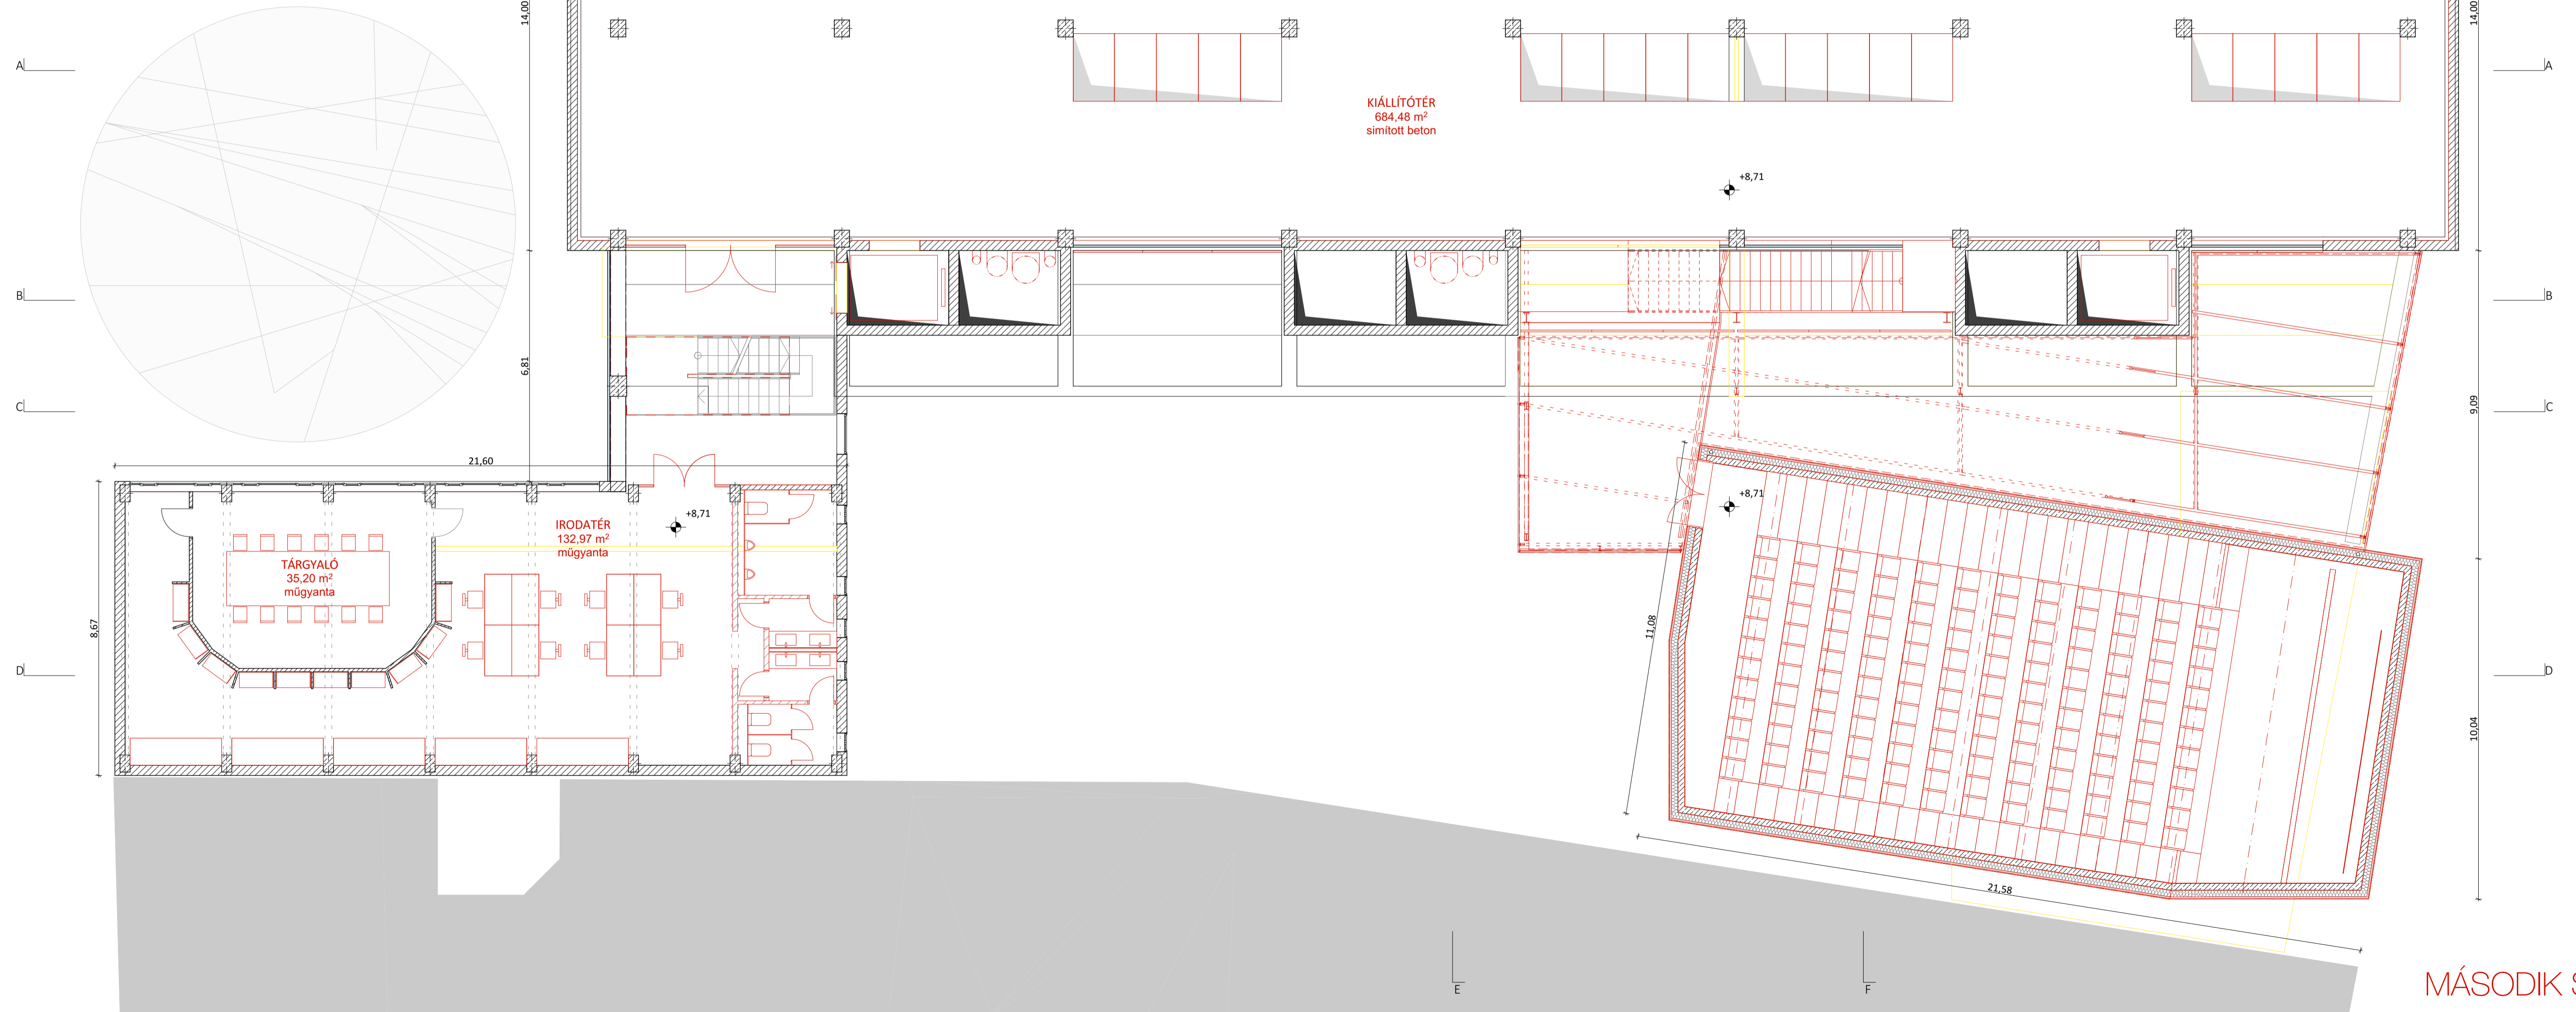 14,00
14,00
A
A
KIÁLLÍTÓTÉR
684,48 m²
simított beton
+8,71
B
B
6,81
C
C
9,09
21,60
+8,71
+8,71
IRODATÉR
132,97 m²
műgyanta
TÁRGYALÓ
35,20 m²
műgyanta
8,67
11,08
D
D
10,04
21,58
E
F
MÁSODIK